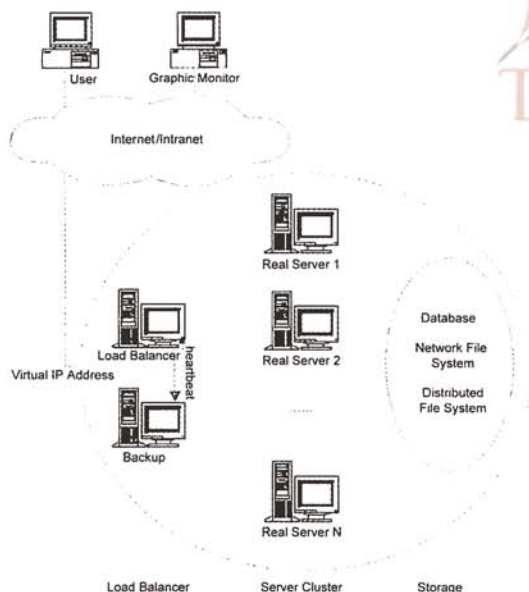 User
Graphic Monitor
Internet/Intranet
Real Server 1
Load Balancer
heartbeat
Real Server 2
Virtual IP Address
Backup
......
Real Server N
Database
Network File
System
Distributed
File System
Load Balancer
Server Cluster
Storage